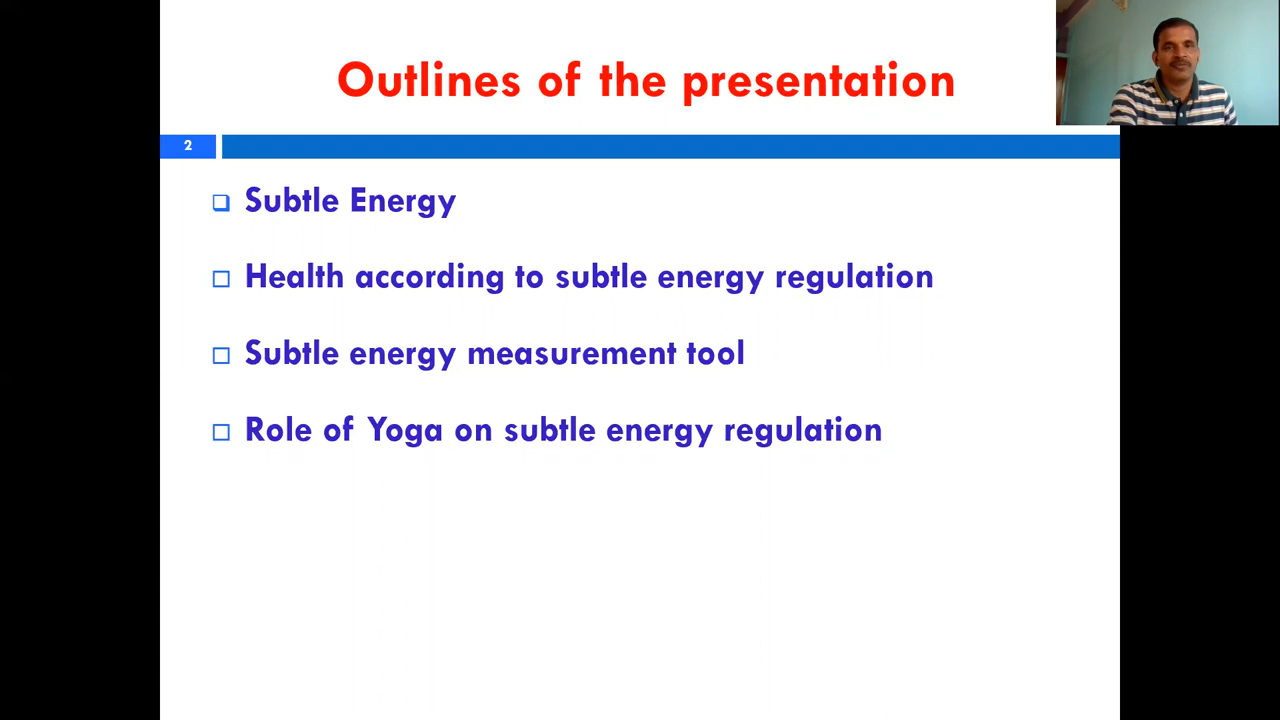 Outlines of the presentation
2
Subtle Energy
Health according to subtle energy regulation
Subtle energy measurement tool
Role of Yoga on subtle energy regulation